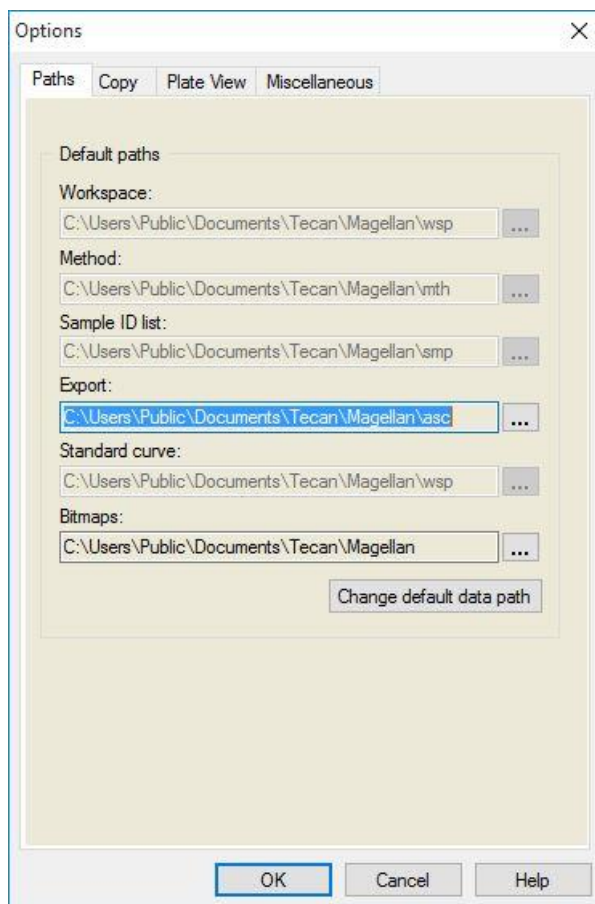 Options
Paths Copy Plate View Miscellaneous
Default paths
Workspace:
C:\Users\Public\Documents\Tecan\Magellan\wsp ...
Method:
C:\Users\Public\Documents\Tecan\Magellan\mth ...
Sample ID list:
C:\Users\Public\Documents\Tecan\Magellan\smp ...
Export:
C:\Users\Public\Documents\Tecan\Magellan\asc ...
Standard curve:
C:\Users\Public\Documents\Tecan\Magellan\wsp ...
Bitmaps:
C:\Users\Public\Documents\Tecan\Magellan ...
Change default data path
OK Cancel Help